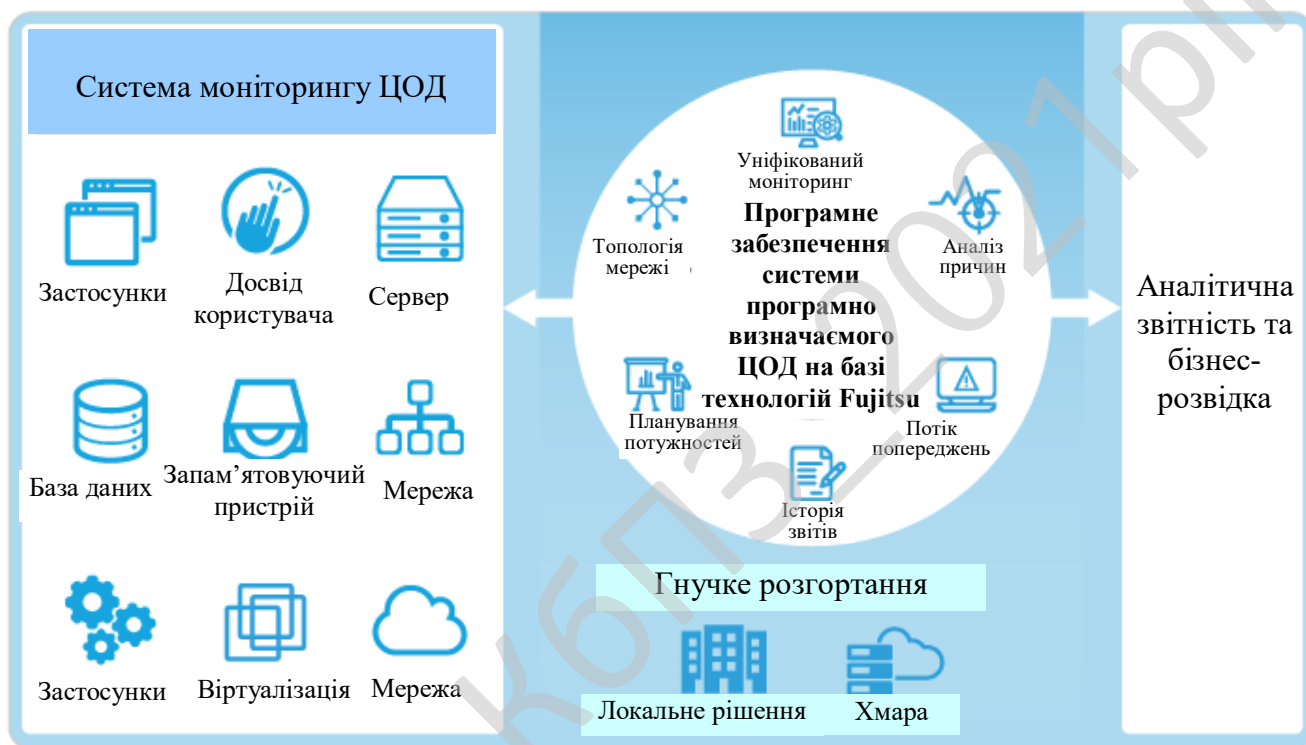 Система моніторингу ЦОД
Застосунки
Досвід
користувача
Сервер
База даних
Запам’ятовуючий
пристрій
Мережа
Застосунки
Віртуалізація
Мережа
Уніфікований
моніторинг
Топологія
мережі
Програмне
забезпечення
системи
програмно
визначаємого
ЦОД на базі
технологій Fujitsu
Аналіз
причин
Планування
потужностей
Потік
попереджень
Історія
звітів
Гнучке розгортання
Локальне рішення
Хмара
Аналітична
звітність та
бізнес-
розвідка